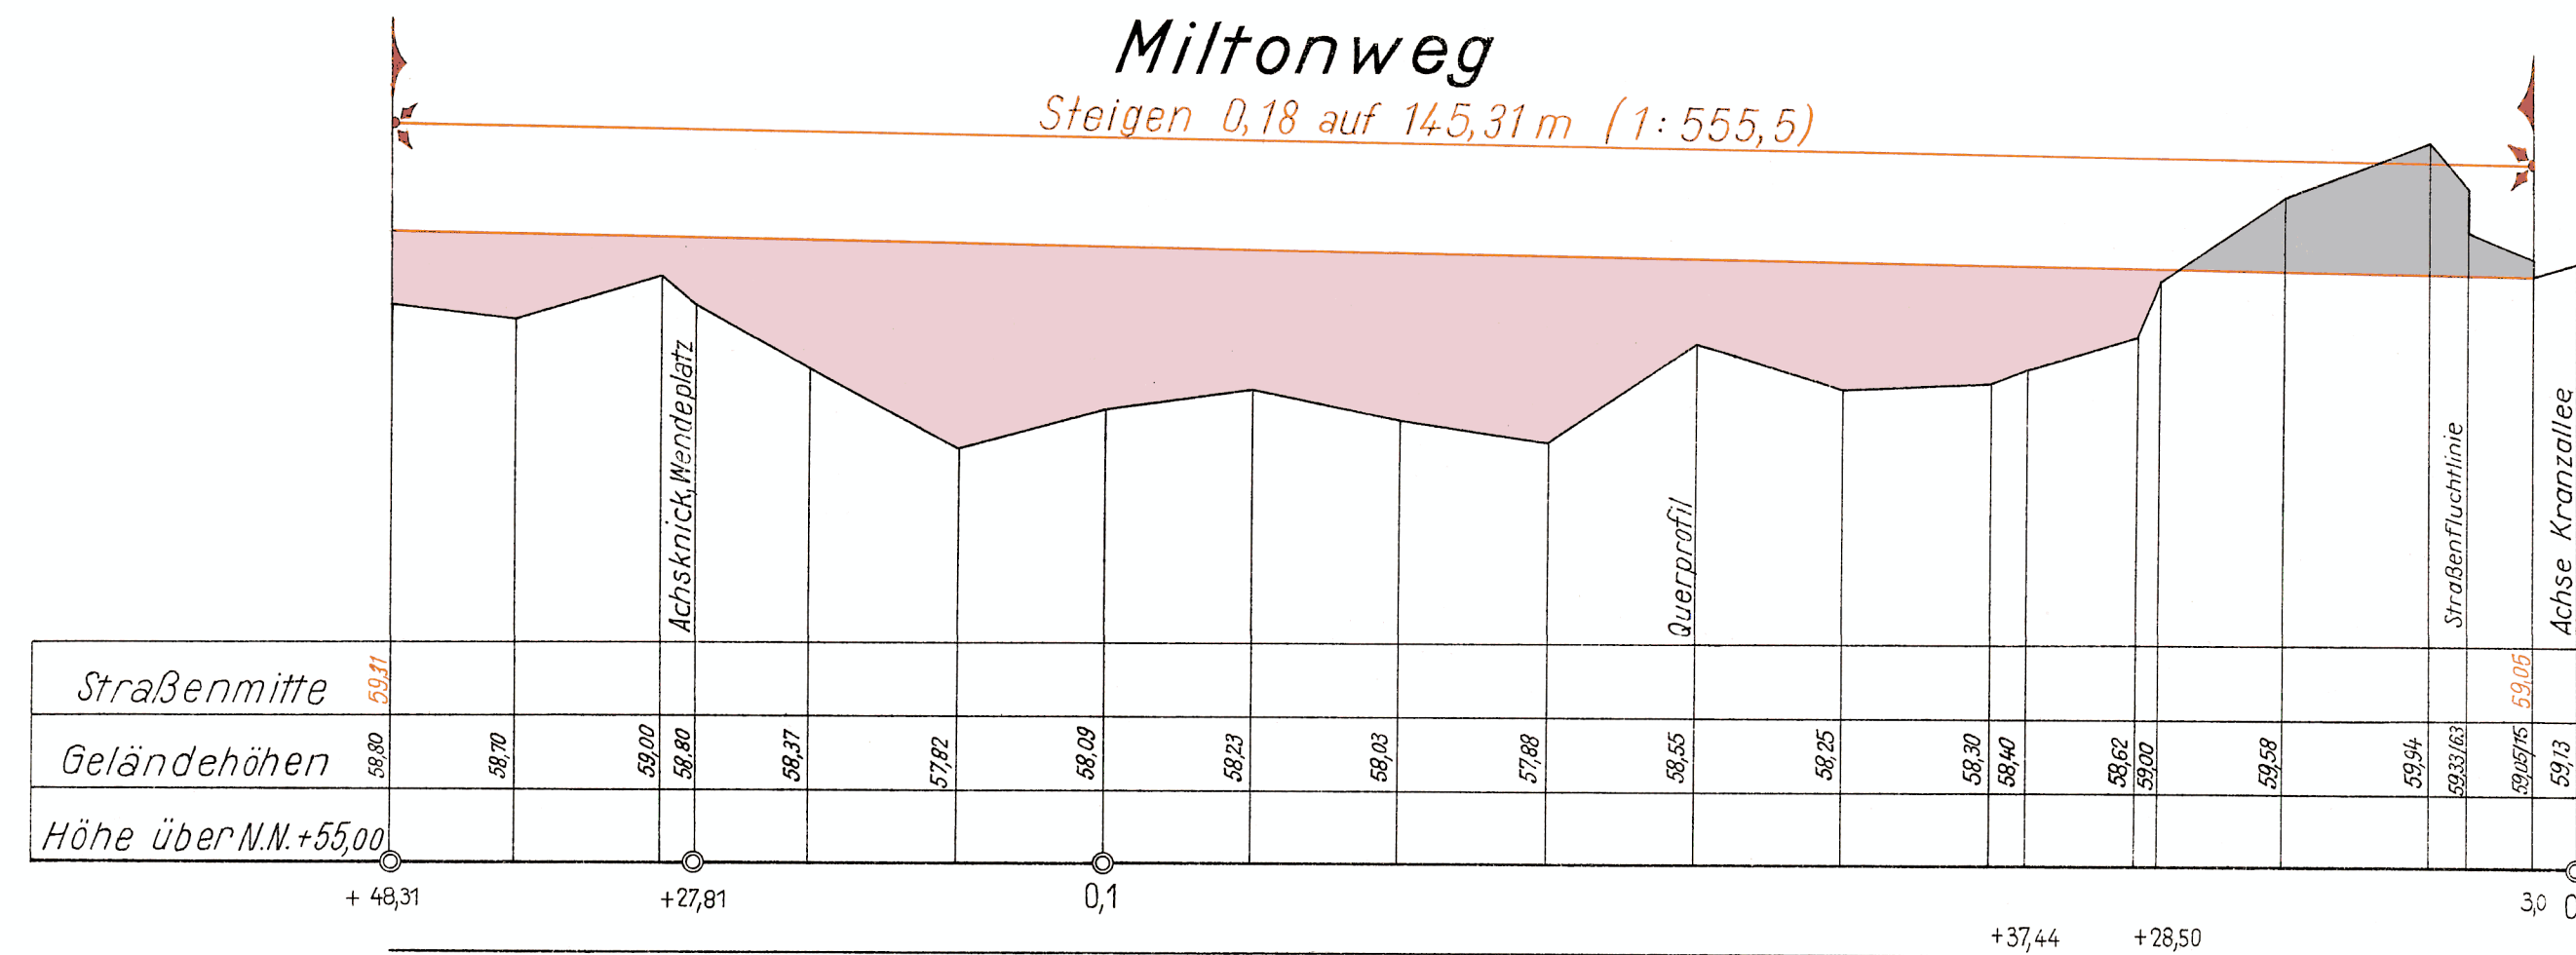 Miltonweg
Steigen 0,18 auf 145,31 m (1:555,5)
Achsknick, Wendeplatz
Querprofil
Straßenfluchtlinie
Achse Kranzallee
Straßenmitte 59,31 59,05
Geländehöhen 58,80 58,70 59,00 58,80 58,37 57,82 58,09 58,23 58,03 57,88 58,55 58,25 58,30 58,40 58,62 59,00 59,58 59,94 59,33/63 59,05/15 59,13
Höhe über N.N. +55,00
+ 48,31 +27,81 0,1 3,0 0
+37,44 +28,50